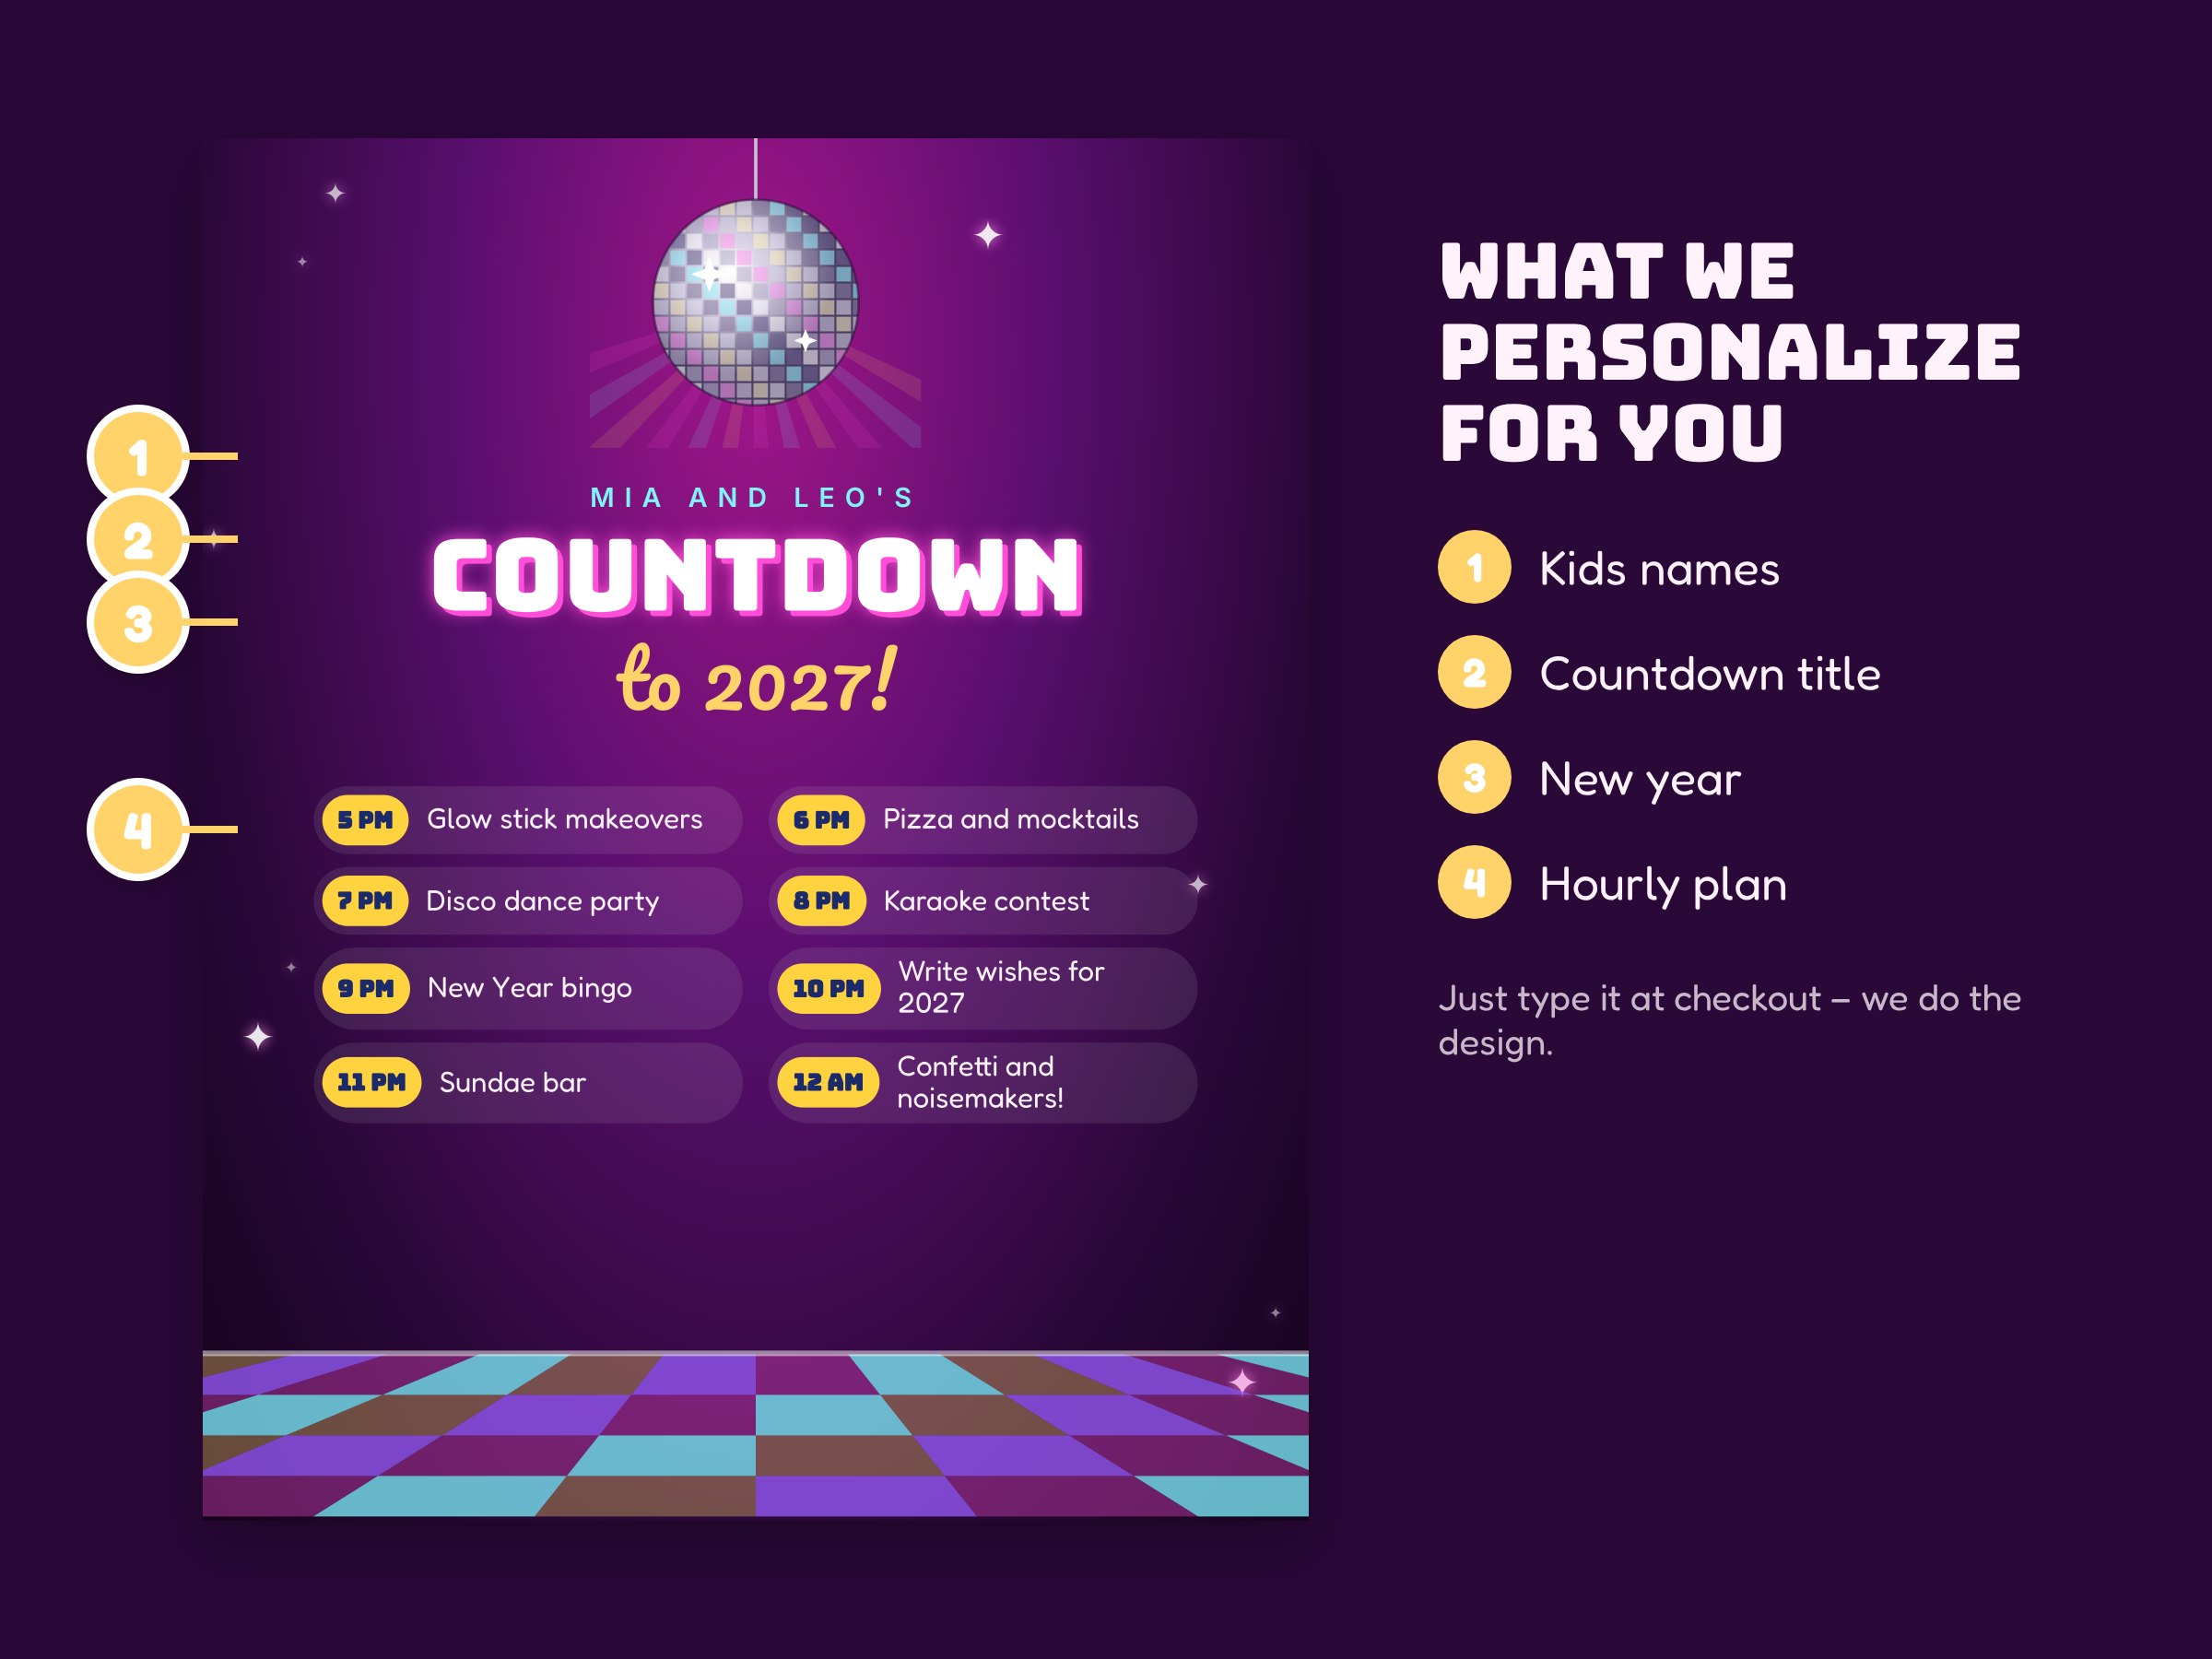 1
2
3
4
MIA AND LEO'S
COUNTDOWN
to 2027!
5 PM Glow stick makeovers
6 PM Pizza and mocktails
7 PM Disco dance party
8 PM Karaoke contest
9 PM New Year bingo
10 PM Write wishes for
2027
11 PM Sundae bar
12 AM Confetti and
noisemakers!
WHAT WE
PERSONALIZE
FOR YOU
1 Kids names
2 Countdown title
3 New year
4 Hourly plan
Just type it at checkout – we do the
design.